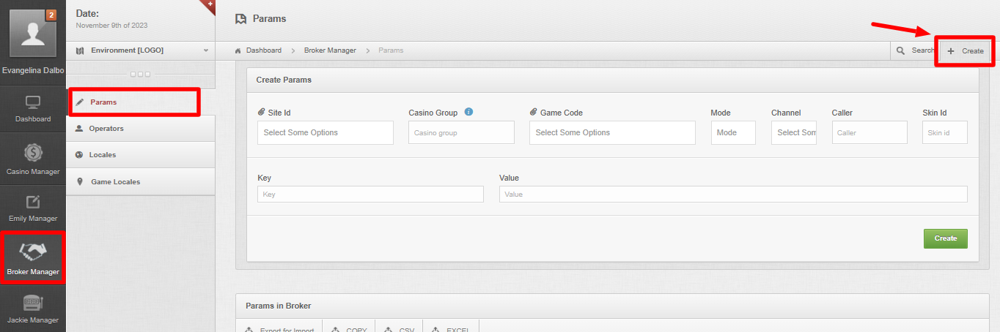 2
Evangelina Dalbo
Dashboard
Casino Manager
Emily Manager
Broker Manager
Jackie Manager
Date:
November 9th of 2023
Environment [LOGO]
Params
Operators
Locales
Game Locales
Params
Dashboard Broker Manager Params
Search Create
Create Params
Site Id Casino Group Game Code Mode Channel Caller Skin Id
Select Some Options Casino group Select Some Options Mode Select Som Caller Skin id
Key Value
Key Value
Create
Params in Broker
Export for Import COPY CSV EXCEL